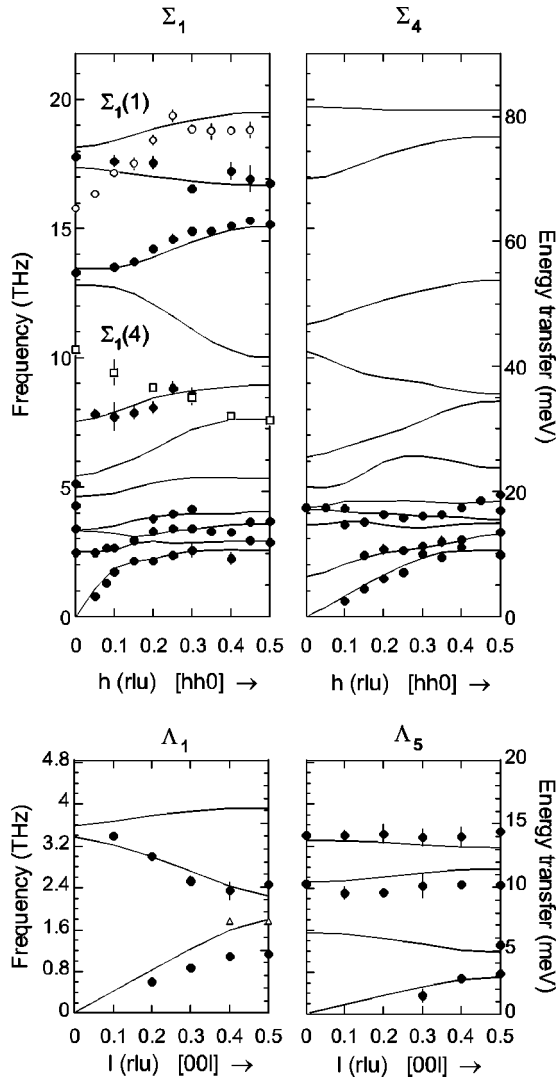 Σ₁ Σ₄
Σ₁(1)
Σ₁(4)
Frequency (THz)
20
15
10
5
0
Energy transfer (meV)
80
60
40
20
0
0 0.1 0.2 0.3 0.4 0.5 0 0.1 0.2 0.3 0.4 0.5
h (rlu) [hh0] → h (rlu) [hh0] →
Λ₁ Λ₅
Frequency (THz)
4.8
4
3.2
2.4
1.6
0.8
0
Energy transfer (meV)
20
15
10
5
0
0 0.1 0.2 0.3 0.4 0.5 0 0.1 0.2 0.3 0.4 0.5
l (rlu) [00l] → l (rlu) [00l] →